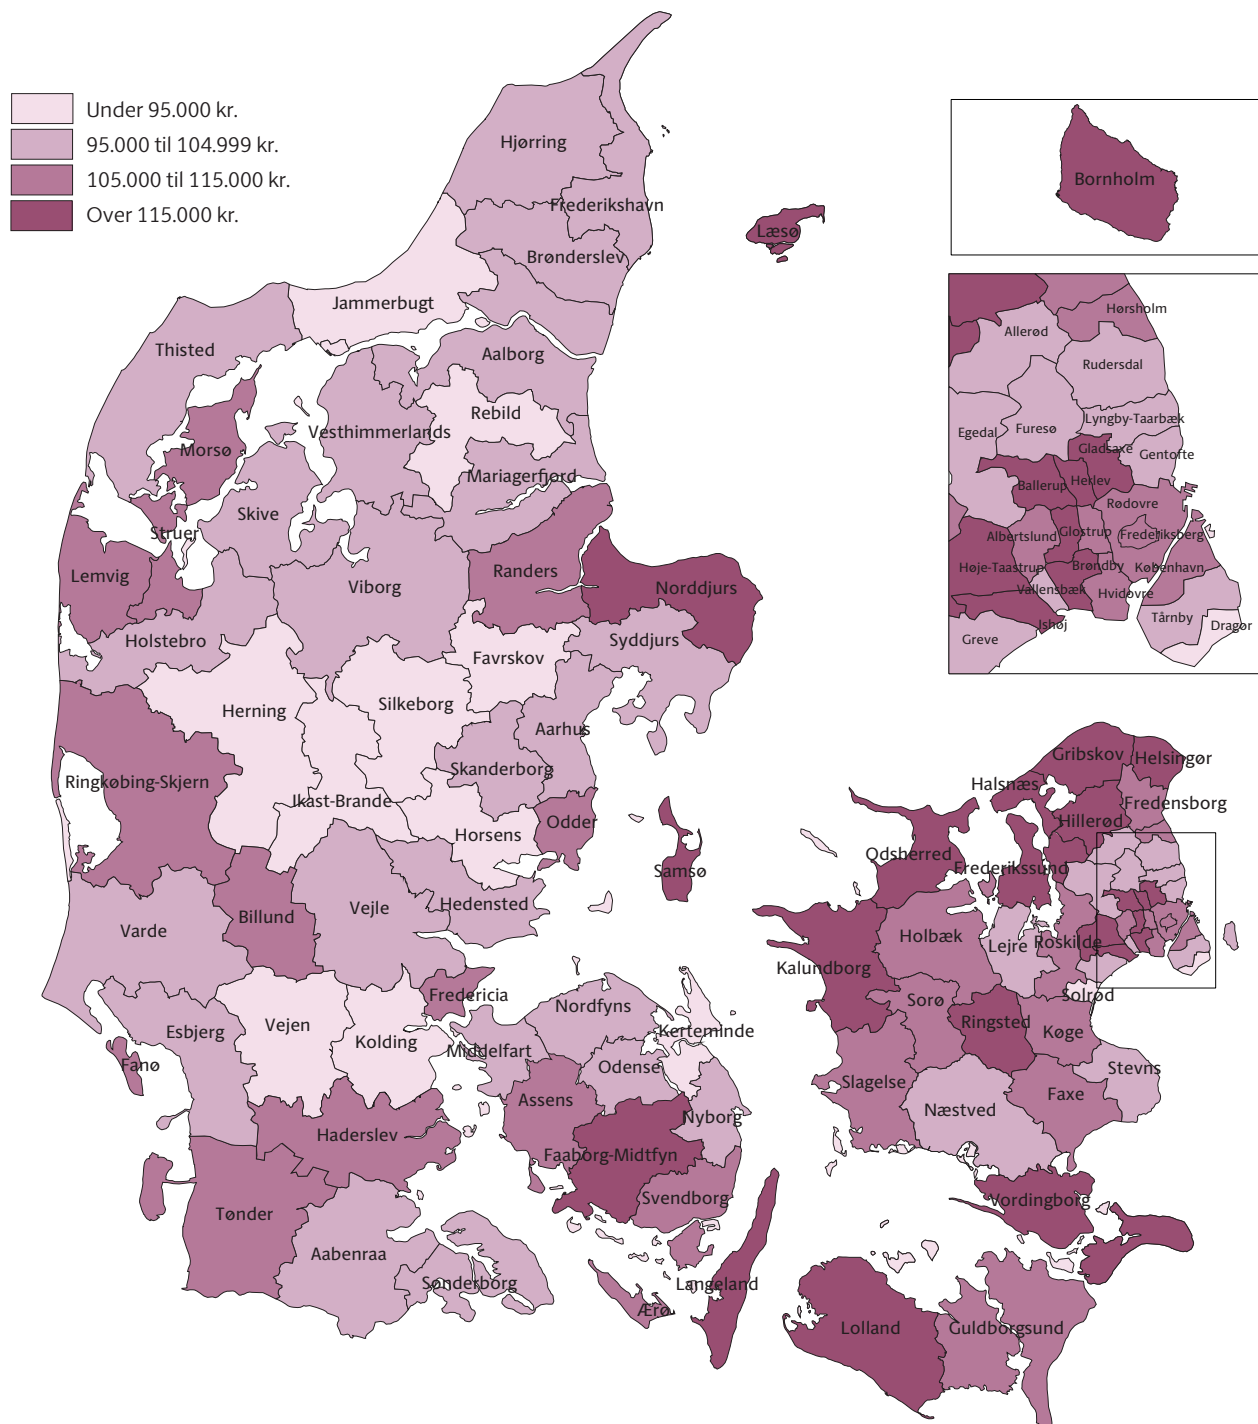 Under 95.000 kr.
95.000 til 104.999 kr.
105.000 til 115.000 kr.
Over 115.000 kr.
Hjørring
Frederikshavn
Brønderslev
Læsø
Jammerbugt
Thisted
Aalborg
Rebild
Vesthimmerlands
Morsø
Mariagerfjord
Skive
Struer
Lemvig
Viborg
Randers
Norddjurs
Holstebro
Syddjurs
Favrskov
Silkeborg
Herning
Aarhus
Skanderborg
Ringkøbing-Skjern
Ikast-Brande
Horsens
Odder
Samsø
Hedensted
Vejle
Billund
Varde
Fredericia
Vejen
Kolding
Esbjerg
Fanø
Nordfyns
Kerteminde
Middelfart
Odense
Assens
Nyborg
Haderslev
Faaborg-Midtfyn
Svendborg
Tønder
Aabenraa
Sønderborg
Langeland
Ærø
Bornholm
Hørsholm
Allerød
Rudersdal
Lyngby-Taarbæk
Furesø
Egedal
Gladsaxe
Gentofte
Ballerup
Herlev
Rødovre
Albertslund
Glostrup
Frederiksberg
Høje-Taastrup
Brøndby
København
Vallensbæk
Hvidovre
Ishøj
Tårnby
Dragør
Greve
Gribskov
Helsingør
Halsnæs
Fredensborg
Hillerød
Odsherred
Frederikssund
Holbæk
Lejre
Roskilde
Kalundborg
Solrød
Sorø
Ringsted
Køge
Stevns
Slagelse
Næstved
Faxe
Vordingborg
Lolland
Guldborgsund